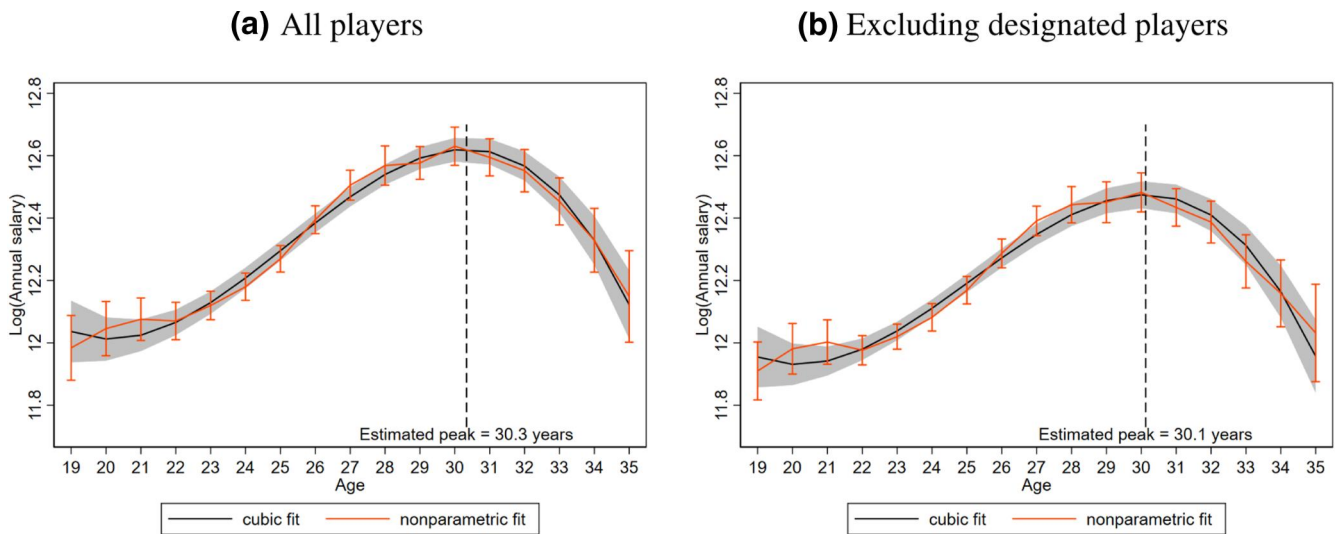 (a) All players
Log(Annual salary)
12.8
12.6
12.4
12.2
12
11.8
Estimated peak = 30.3 years
19 20 21 22 23 24 25 26 27 28 29 30 31 32 33 34 35
Age
cubic fit nonparametric fit
(b) Excluding designated players
Log(Annual salary)
12.8
12.6
12.4
12.2
12
11.8
Estimated peak = 30.1 years
19 20 21 22 23 24 25 26 27 28 29 30 31 32 33 34 35
Age
cubic fit nonparametric fit